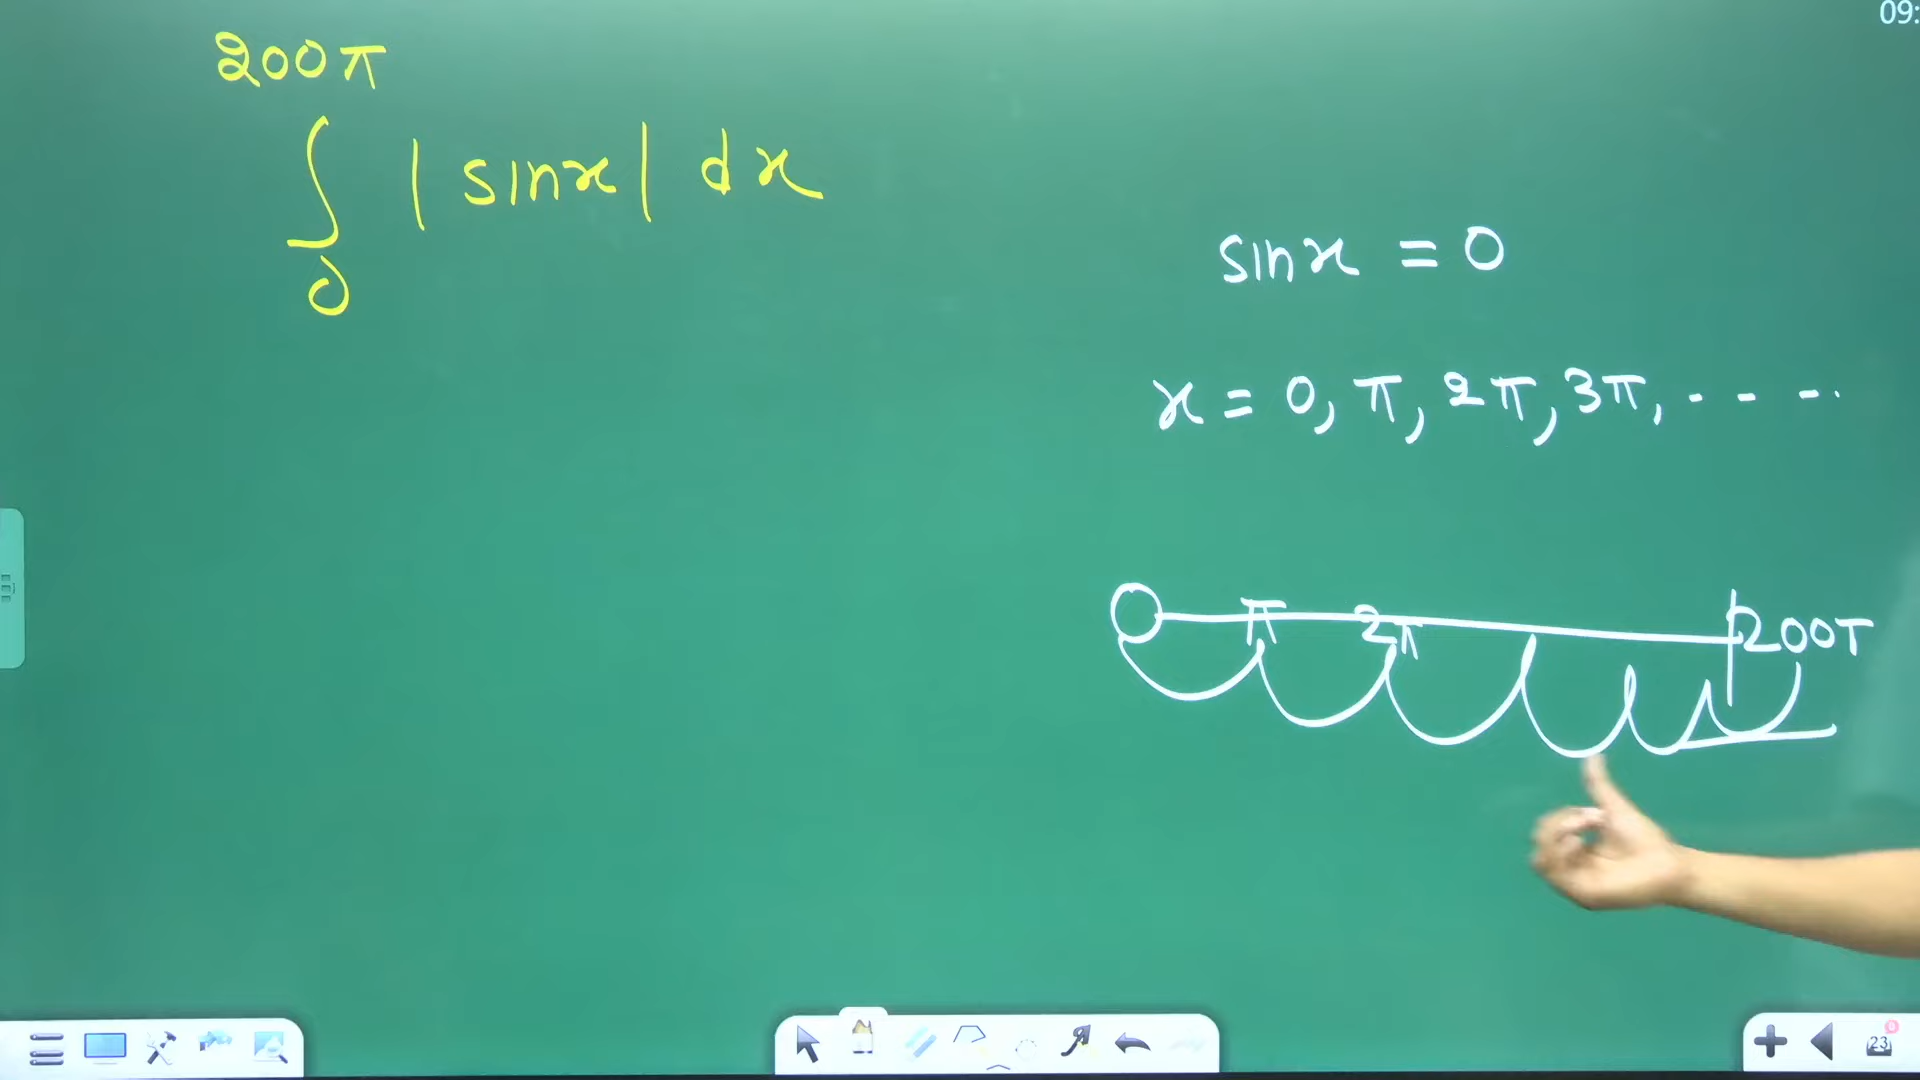 200π
∫ |sinx| dx
0
sinx = 0
x = 0, π, 2π, 3π, - - - -
0 π 2π 200π
09:
23